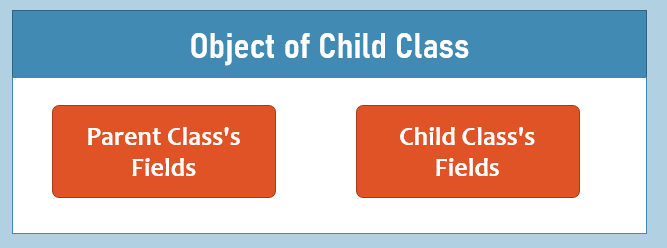 Object of Child Class
Parent Class's
Fields
Child Class's
Fields